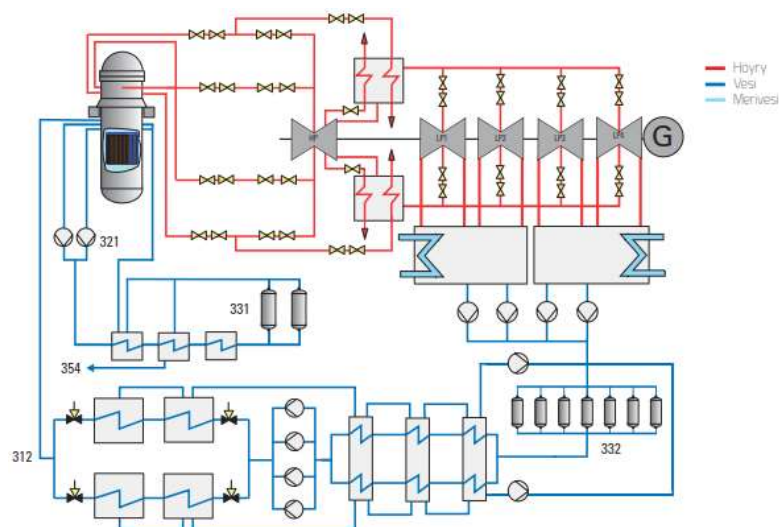 Höyry
Vesi
Merivesi
HP
LP1
LP2
LP3
LP4
G
321
331
354
312
332